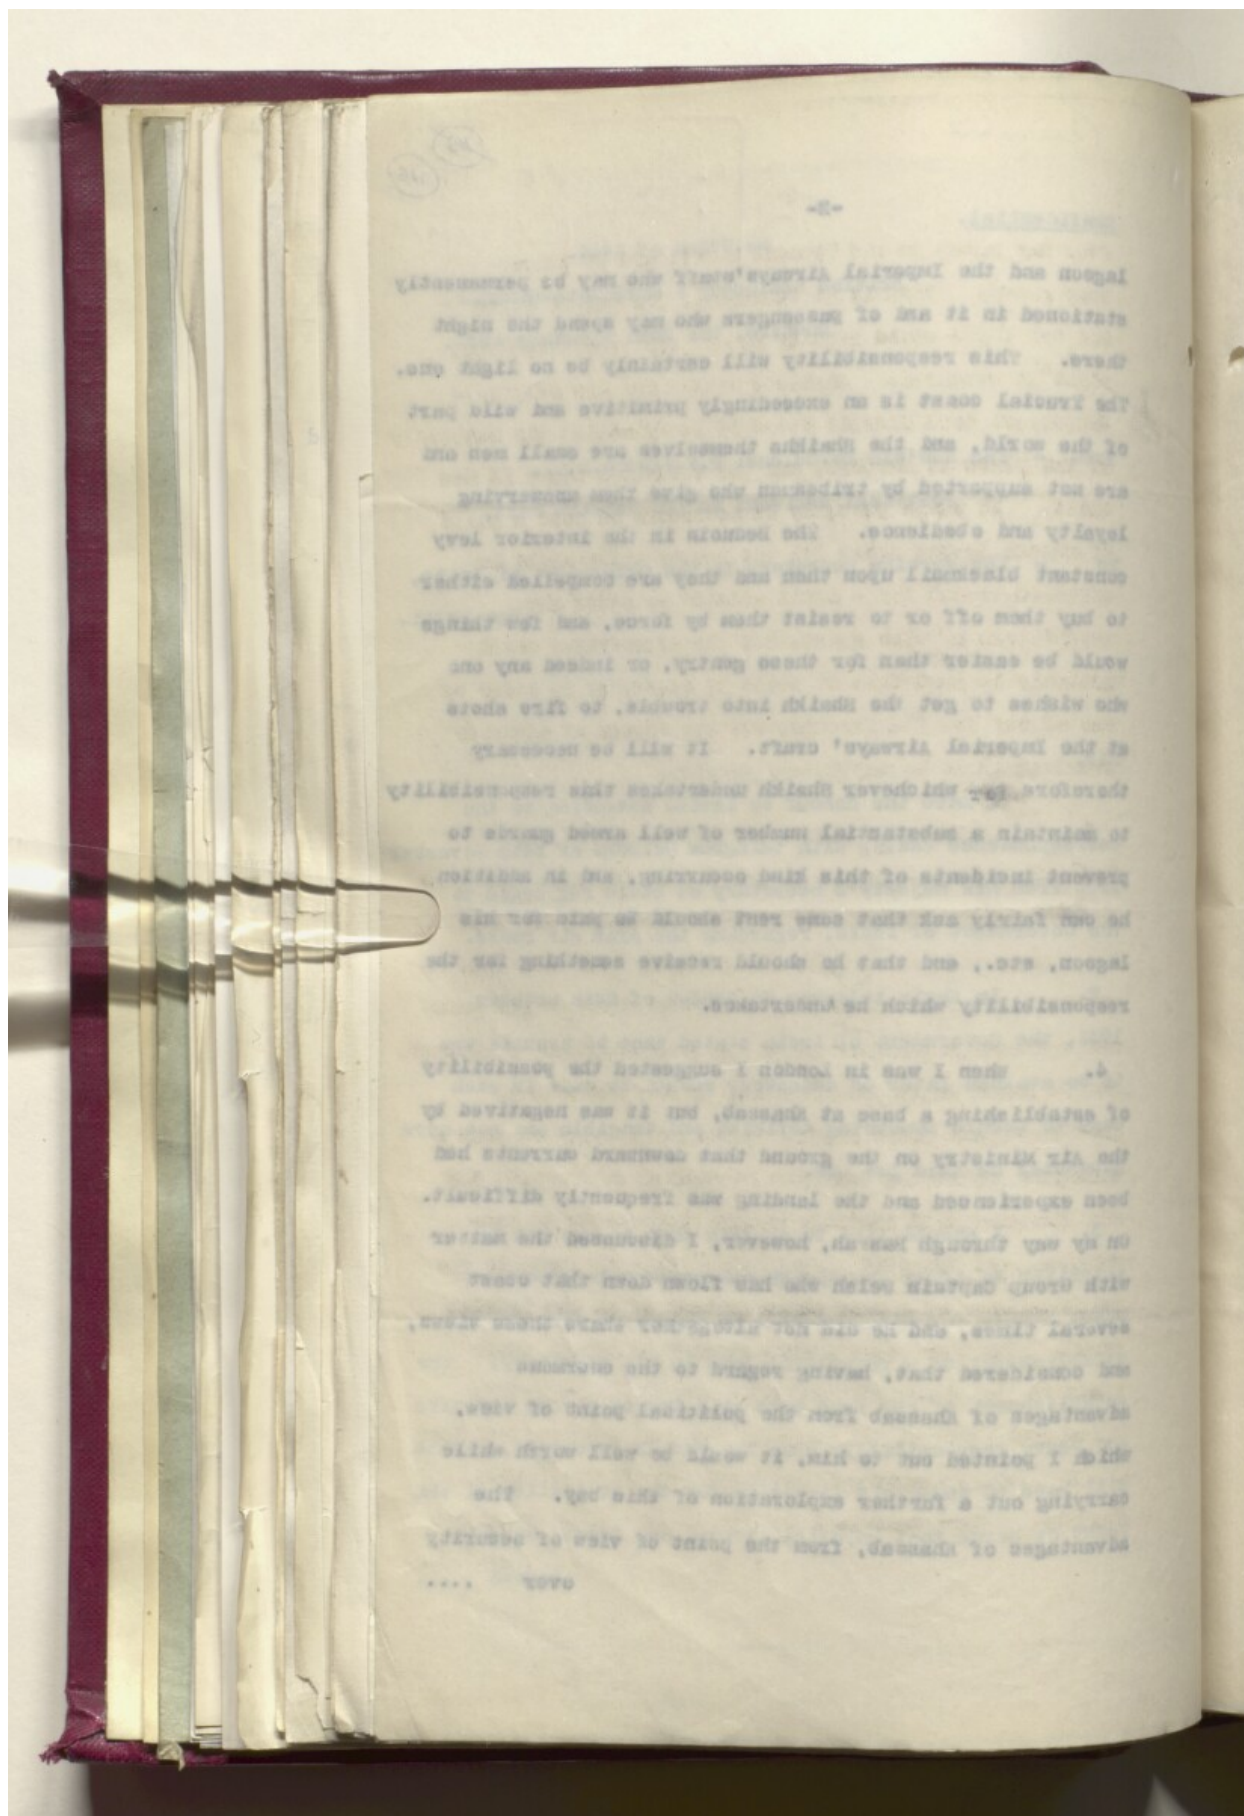 -2-
lagoon and the Imperial Airways' staff who may be permanently
stationed in it and of passengers who may spend the night
there. This responsibility will certainly be no light one.
The Trucial coast is an exceedingly primitive and wild part
of the world, and the Shaikhs themselves are small men and
are not supported by tribesmen who give them unswerving
loyalty and obedience. The Bedouin in the interior levy
constant blackmail upon them and they are compelled either
to buy them off or to resist them by force, and few things
would be easier than for these gentry, or indeed any one
who wishes to get the Shaikh into trouble, to fire shots
at the Imperial Airways' craft. It will be necessary
therefore for whichever Shaikh undertakes this responsibility
to maintain a substantial number of well armed guards to
prevent incidents of this kind occurring, and in addition
he can fairly ask that some rent should be paid for his
lagoon, etc., and that he should receive something for the
responsibility which he undertakes.
4. When I was in London I suggested the possibility
of establishing a base at Khassab, but it was negatived by
the Air Ministry on the ground that downward currents had
been experienced and the landing was frequently difficult.
On my way through Basrah, however, I discussed the matter
with Group Captain Welsh who has flown down that coast
several times, and he did not altogether share these views,
and considered that, having regard to the enormous
advantages of Khassab from the political point of view,
which I pointed out to him, it would be well worth while
carrying out a further exploration of this bay. The
advantages of Khassab, from the point of view of security
over ....